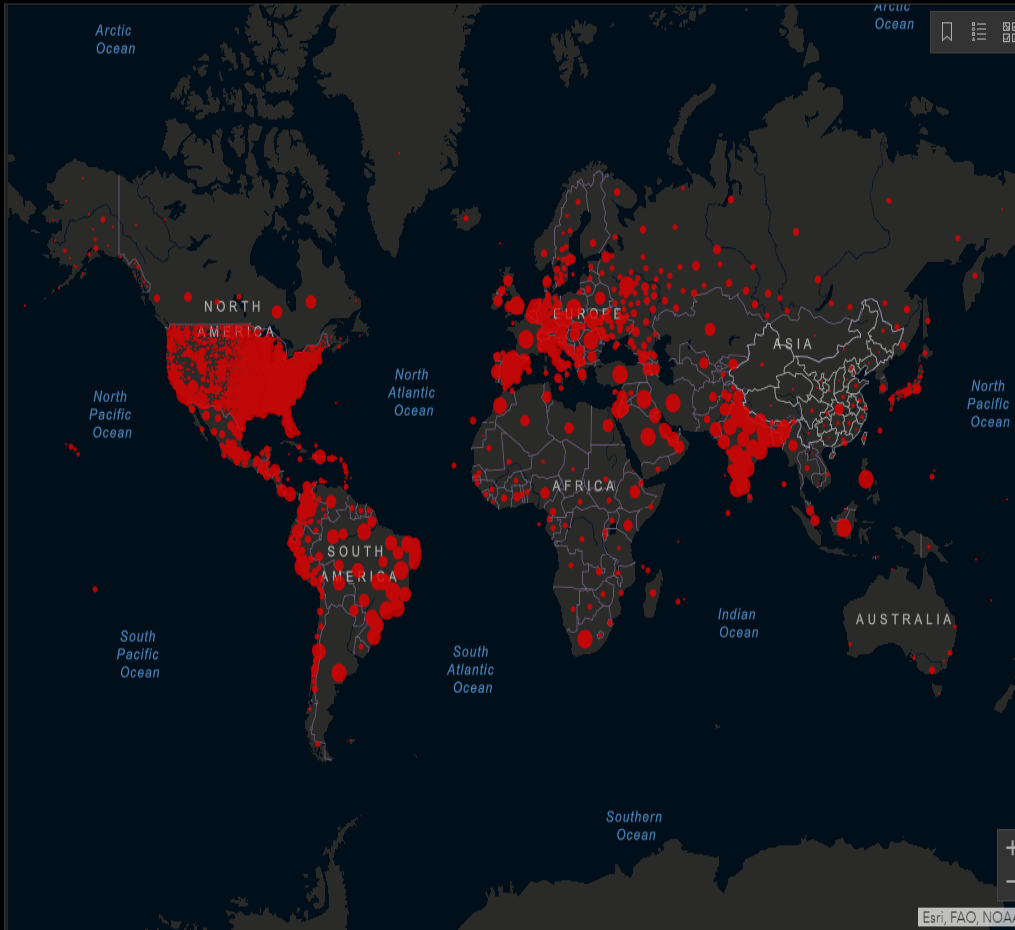 Arctic
Ocean
Arctic
Ocean
NORTH
AMERICA
EUROPE
ASIA
North
Pacific
Ocean
North
Atlantic
Ocean
North
Pacific
Ocean
AFRICA
SOUTH
AMERICA
Indian
Ocean
AUSTRALIA
South
Pacific
Ocean
South
Atlantic
Ocean
Southern
Ocean
+
−
Esri, FAO, NOAA